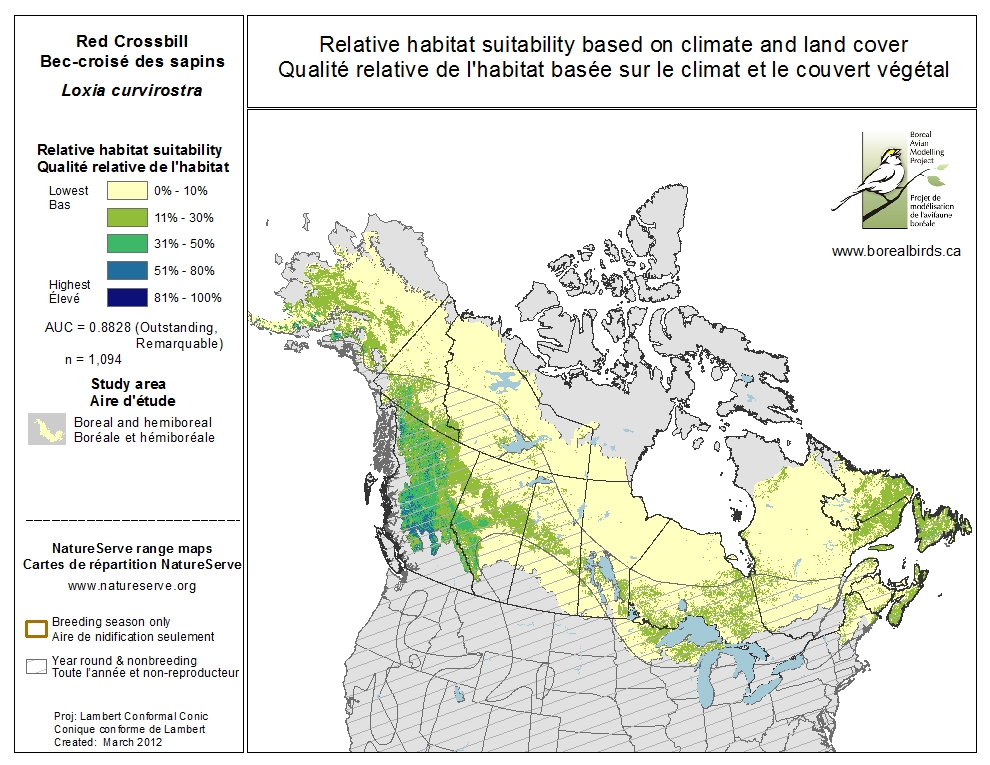 Red Crossbill
Bec-croisé des sapins
Loxia curvirostra
Relative habitat suitability
Qualité relative de l'habitat
Lowest
Bas
0% - 10%
11% - 30%
31% - 50%
51% - 80%
Highest
Élevé
81% - 100%
AUC = 0.8828 (Outstanding,
Remarquable)
n = 1,094
Study area
Aire d'étude
Boreal and hemiboreal
Boréale et hémiboréale
NatureServe range maps
Cartes de répartition NatureServe
www.natureserve.org
Breeding season only
Aire de nidification seulement
Year round & nonbreeding
Toute l'année et non-reproducteur
Proj: Lambert Conformal Conic
Conique conforme de Lambert
Created: March 2012
Relative habitat suitability based on climate and land cover
Qualité relative de l'habitat basée sur le climat et le couvert végétal
Boreal
Avian
Modelling
Project
Projet de
modélisation
de l'avifaune
boréale
www.borealbirds.ca